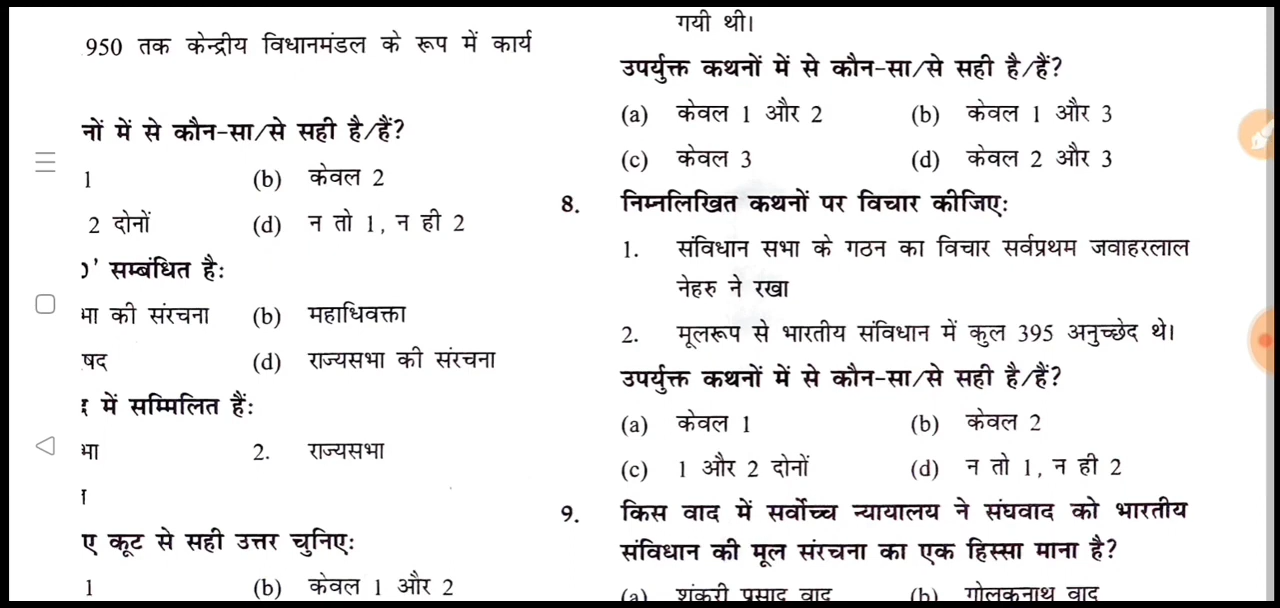 950 तक केन्द्रीय विधानमंडल के रूप में कार्य
नों में से कौन-सा/से सही है/हैं?
1
(b) केवल 2
2 दोनों
(d) न तो 1, न ही 2
' सम्बंधित है:
भा की संरचना
(b) महाधिवक्ता
षद
(d) राज्यसभा की संरचना
में सम्मिलित हैं:
भा
2. राज्यसभा
ए कूट से सही उत्तर चुनिए:
1
(b) केवल 1 और 2
गयी थी।
उपर्युक्त कथनों में से कौन-सा/से सही है/हैं?
(a) केवल 1 और 2
(b) केवल 1 और 3
(c) केवल 3
(d) केवल 2 और 3
8. निम्नलिखित कथनों पर विचार कीजिए:
1. संविधान सभा के गठन का विचार सर्वप्रथम जवाहरलाल
नेहरु ने रखा
2. मूलरूप से भारतीय संविधान में कुल 395 अनुच्छेद थे।
उपर्युक्त कथनों में से कौन-सा/से सही है/हैं?
(a) केवल 1
(b) केवल 2
(c) 1 और 2 दोनों
(d) न तो 1, न ही 2
9. किस वाद में सर्वोच्च न्यायालय ने संघवाद को भारतीय
संविधान की मूल संरचना का एक हिस्सा माना है?
(a) शंकरी प्रसाद वाद
(b) गोलकनाथ वाद